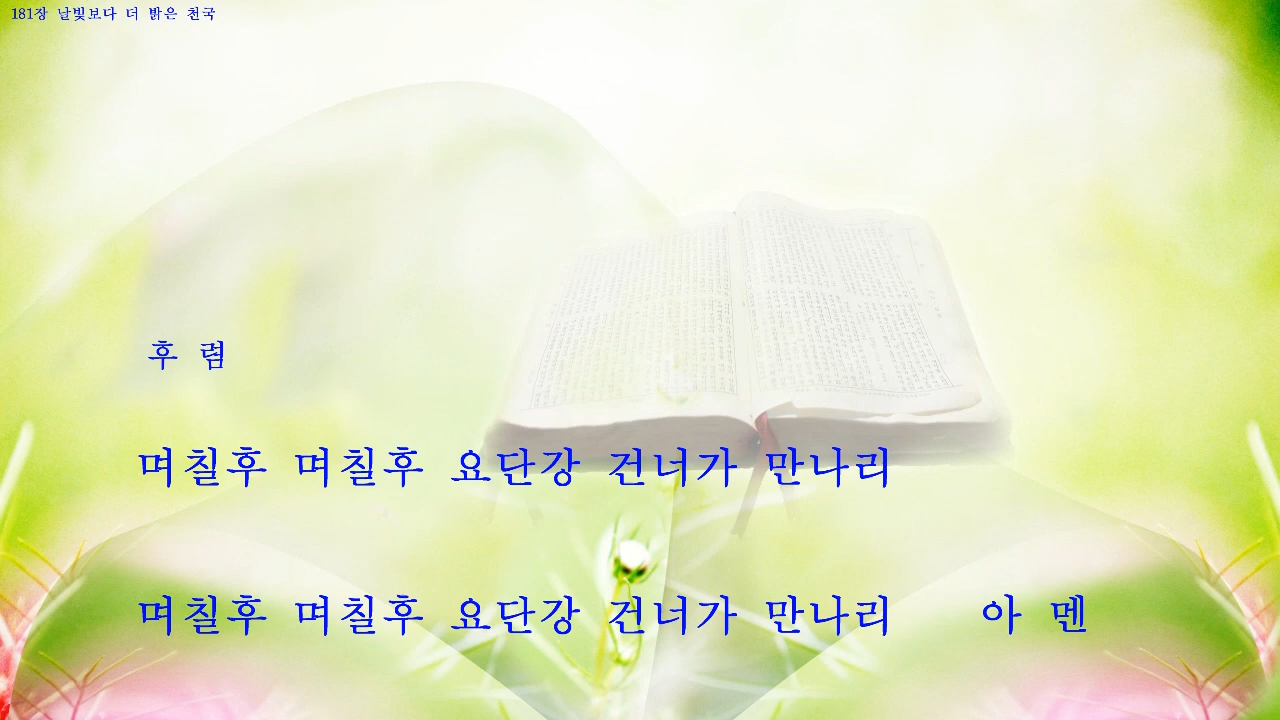 181장 날빛보다 더 밝은 천국
후 렴
며칠후 며칠후 요단강 건너가 만나리
며칠후 며칠후 요단강 건너가 만나리 아 멘